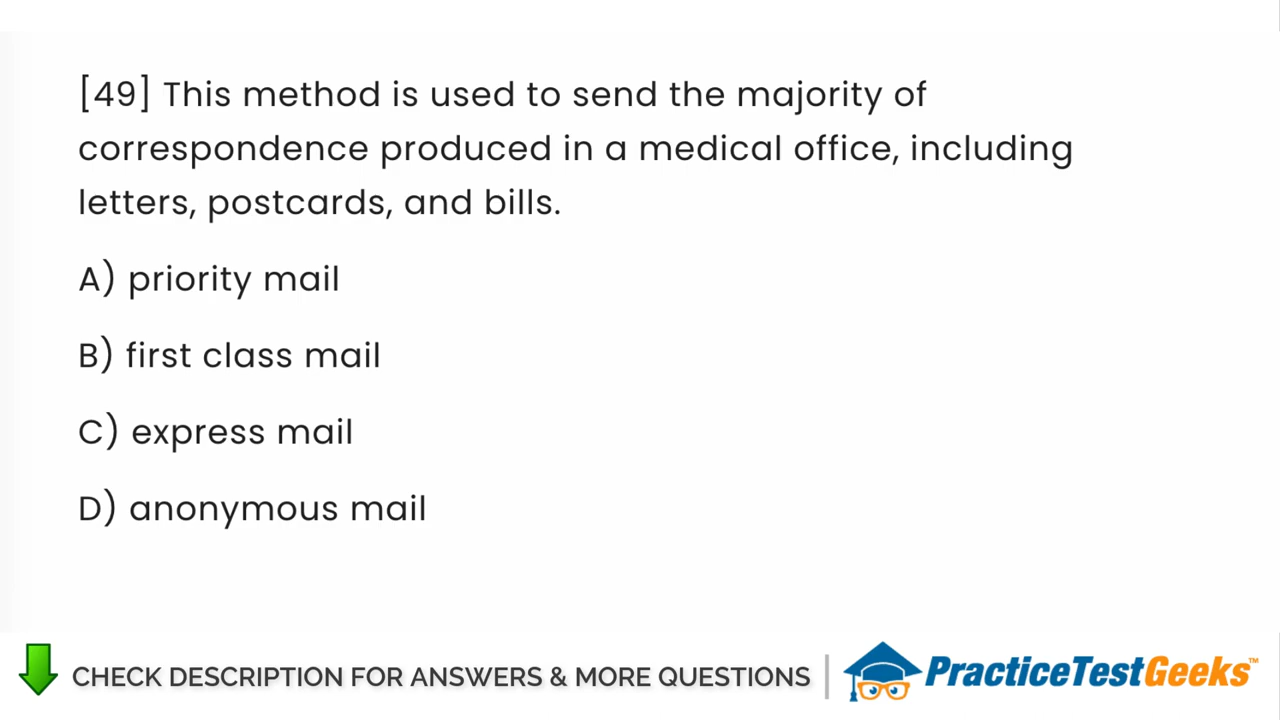 [49] This method is used to send the majority of
correspondence produced in a medical office, including
letters, postcards, and bills.
A) priority mail
B) first class mail
C) express mail
D) anonymous mail
CHECK DESCRIPTION FOR ANSWERS & MORE QUESTIONS
PracticeTestGeeks™